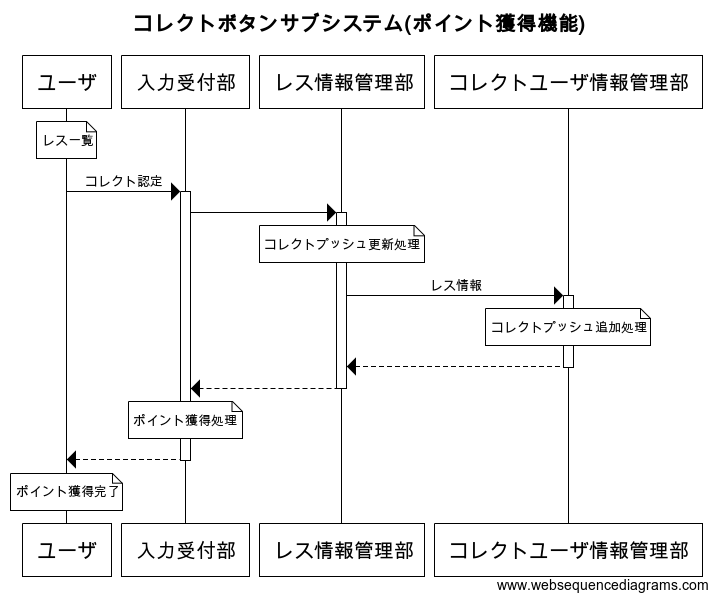 コレクトボタンサブシステム(ポイント獲得機能)
ユーザ 入力受付部 レス情報管理部 コレクトユーザ情報管理部
レス一覧
コレクト認定
コレクトプッシュ更新処理
レス情報
コレクトプッシュ追加処理
ポイント獲得処理
ポイント獲得完了
ユーザ 入力受付部 レス情報管理部 コレクトユーザ情報管理部
www.websequencediagrams.com